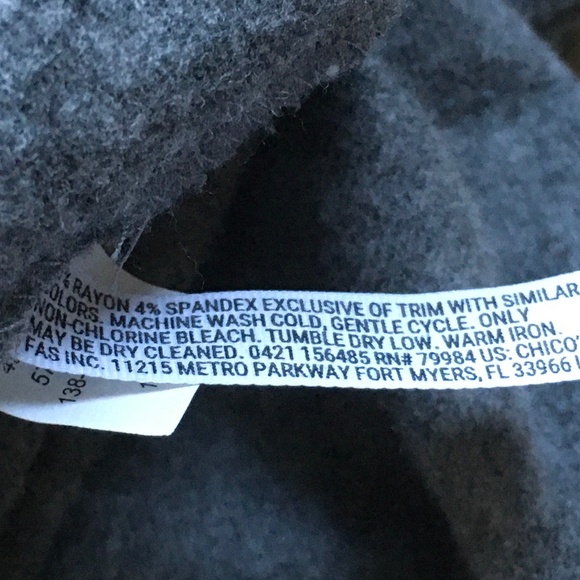 % RAYON 4% SPANDEX EXCLUSIVE OF TRIM WITH SIMILAR
COLORS. MACHINE WASH COLD, GENTLE CYCLE. ONLY
NON-CHLORINE BLEACH. TUMBLE DRY LOW. WARM IRON.
MAY BE DRY CLEANED. 0421 156485 RN# 79984 US: CHICO'
FAS INC. 11215 METRO PARKWAY FORT MYERS, FL 33966
138